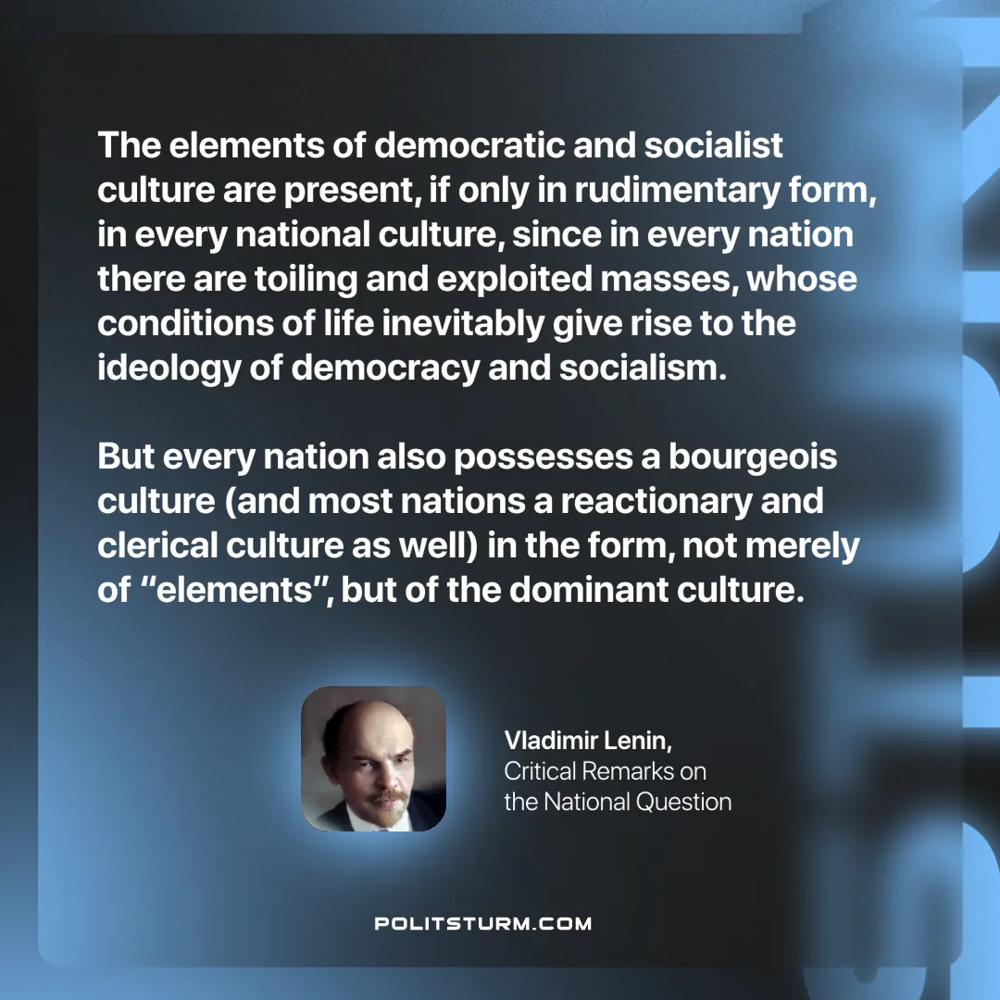 The elements of democratic and socialist
culture are present, if only in rudimentary form,
in every national culture, since in every nation
there are toiling and exploited masses, whose
conditions of life inevitably give rise to the
ideology of democracy and socialism.
But every nation also possesses a bourgeois
culture (and most nations a reactionary and
clerical culture as well) in the form, not merely
of “elements”, but of the dominant culture.
Vladimir Lenin,
Critical Remarks on
the National Question
POLITSTURM.COM